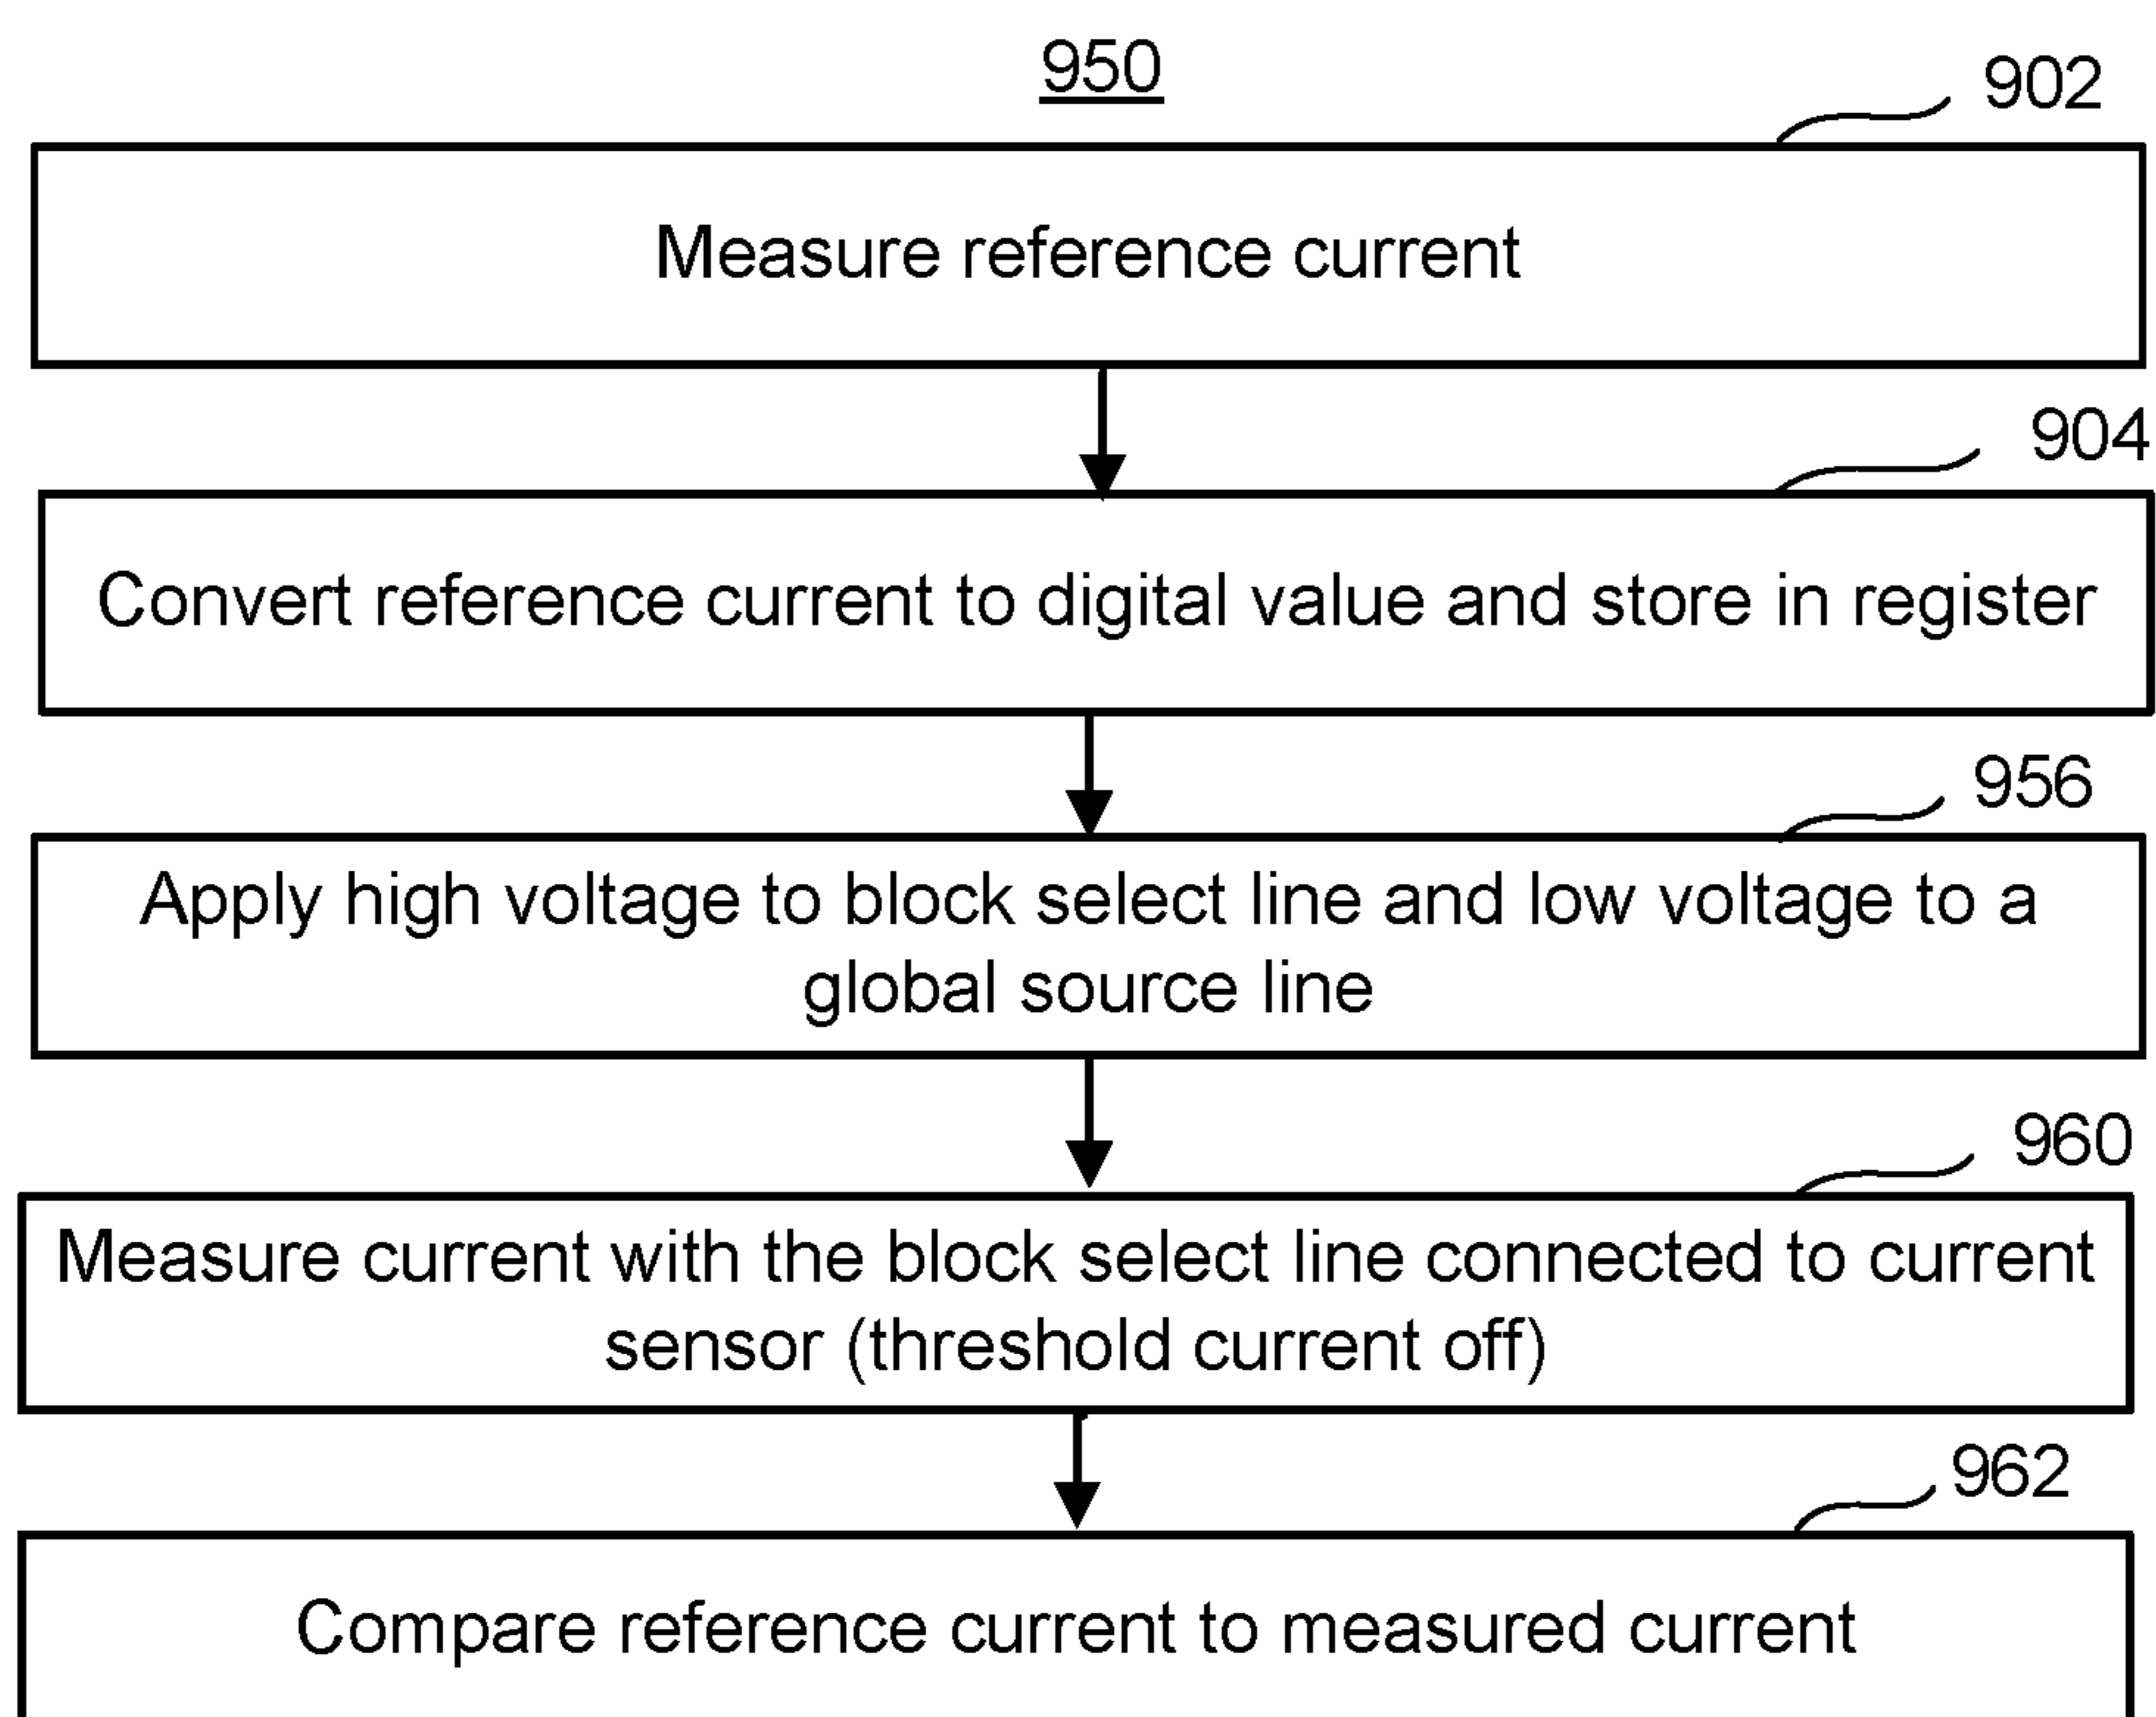 950
902
Measure reference current
904
Convert reference current to digital value and store in register
956
Apply high voltage to block select line and low voltage to a
global source line
960
Measure current with the block select line connected to current
sensor (threshold current off)
962
Compare reference current to measured current